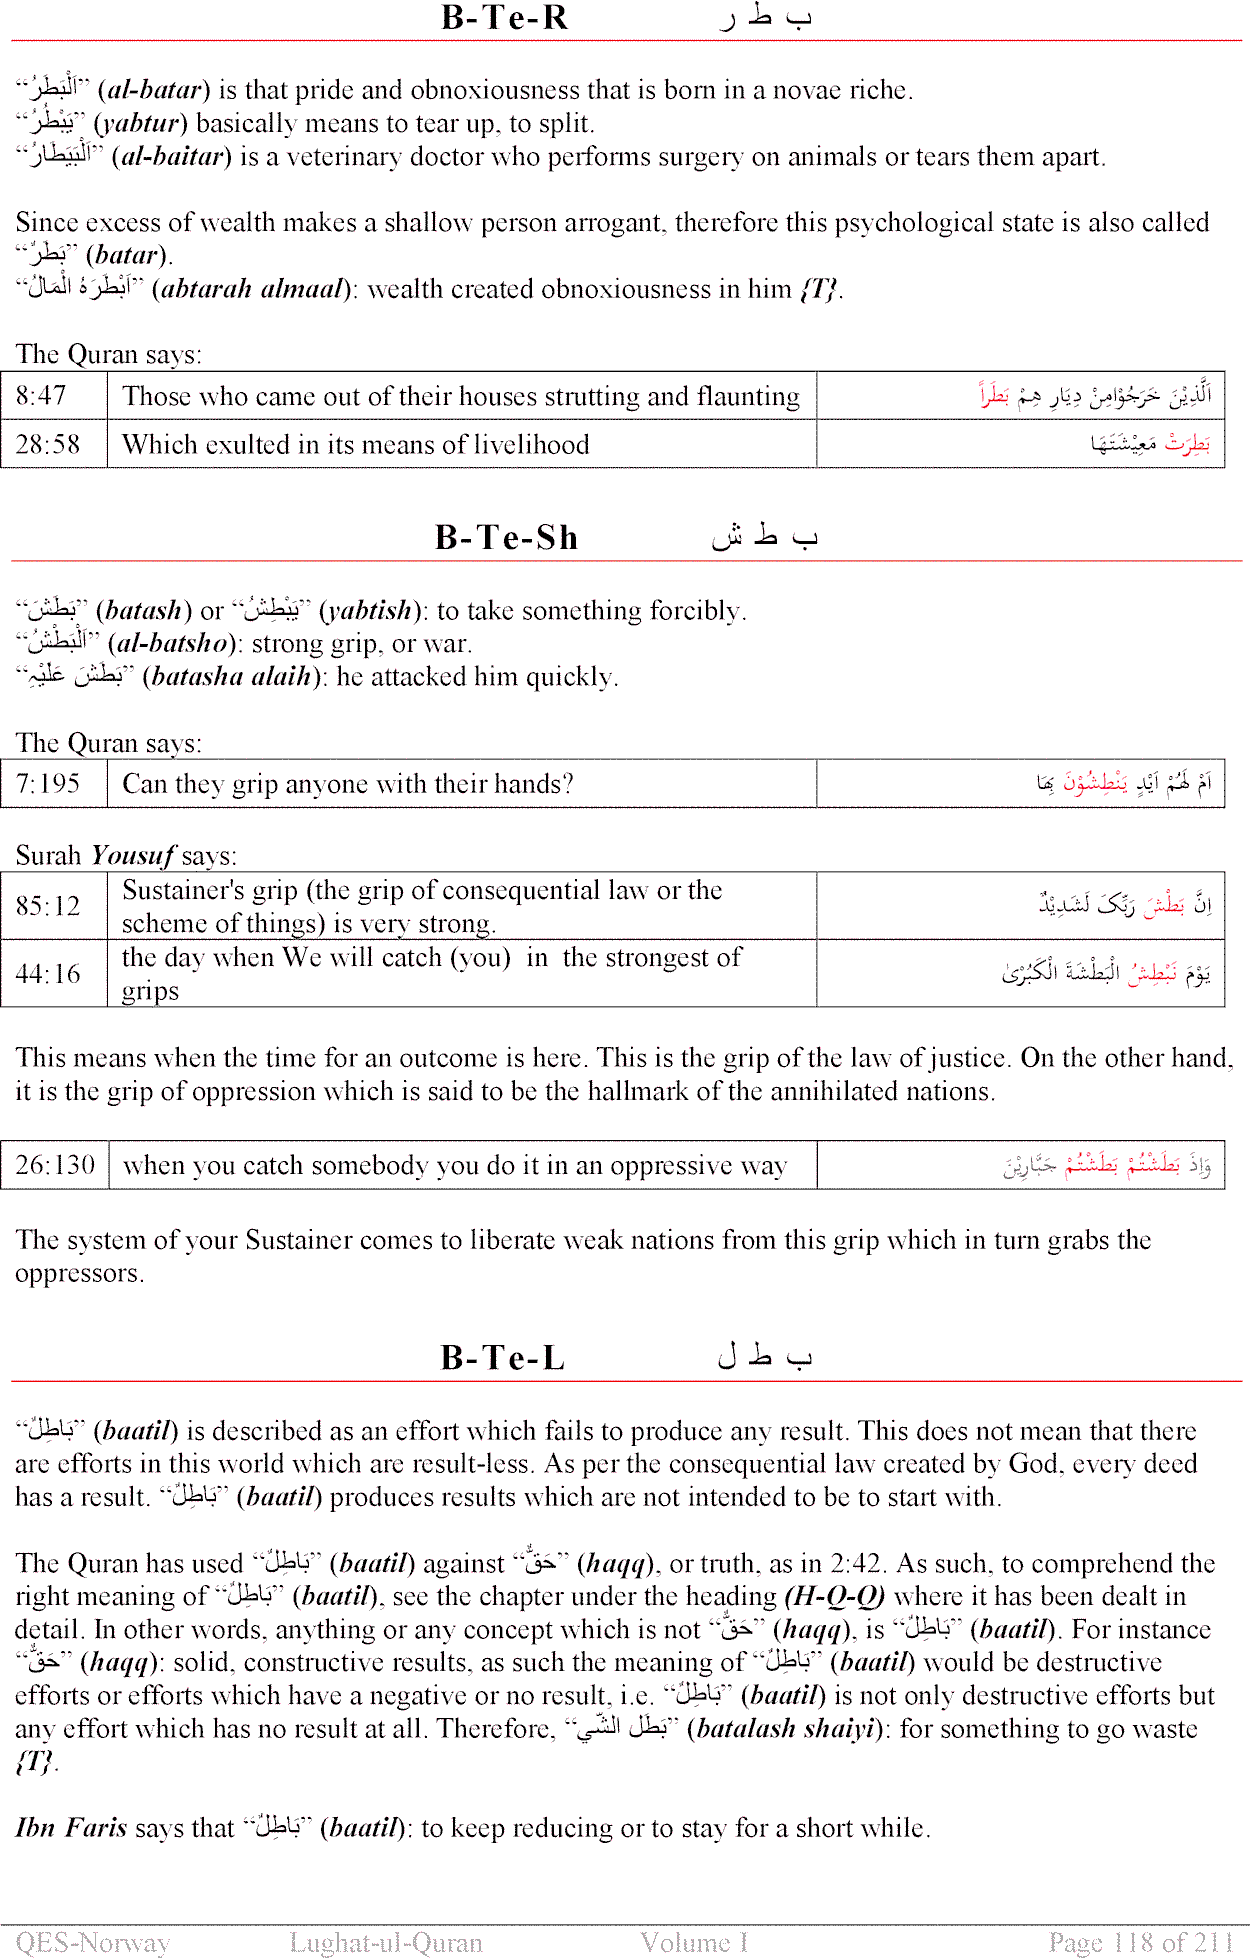 B-Te-R ب ط ر
“اَلْبَطَرُ” (al-batar) is that pride and obnoxiousness that is born in a novae riche.
“يَبْطُرُ” (yabtur) basically means to tear up, to split.
“اَلْبَيْطَارُ” (al-baitar) is a veterinary doctor who performs surgery on animals or tears them apart.
Since excess of wealth makes a shallow person arrogant, therefore this psychological state is also called
“بَطَرٌ” (batar).
“اَبْطَرَهُ الْمَالُ” (abtarah almaal): wealth created obnoxiousness in him {T}.
The Quran says:
8:47 Those who came out of their houses strutting and flaunting اَلَّذِيْنَ خَرَجُوْامِنْ دِيَارِ هِمْ بَطَراً
28:58 Which exulted in its means of livelihood بَطِرَتْ مَعِيْشَتَهَا
B-Te-Sh ب ط ش
“بَطَشَ” (batash) or “يَبْطِشُ” (yabtish): to take something forcibly.
“اَلْبَطْشُ” (al-batsho): strong grip, or war.
“بَطَشَ عَلَيْہِ” (batasha alaih): he attacked him quickly.
The Quran says:
7:195 Can they grip anyone with their hands? اَمْ لَهُمْ اَيْدٍ يَنْطِشُوْنَ بِهَا
Surah Yousuf says:
85:12 Sustainer's grip (the grip of consequential law or the اِنَّ بَطْشَ رَبِّکَ لَشَدِيْدٌ
scheme of things) is very strong.
44:16 the day when We will catch (you) in the strongest of يَوْمَ نَبْطِشُ الْبَطْشَةَ الْكُبْرَىٰ
grips
This means when the time for an outcome is here. This is the grip of the law of justice. On the other hand,
it is the grip of oppression which is said to be the hallmark of the annihilated nations.
26:130 when you catch somebody you do it in an oppressive way وَاِذَ بَطَشْتُمْ بَطَشْتُمْ جَبَّارِيْنَ
The system of your Sustainer comes to liberate weak nations from this grip which in turn grabs the
oppressors.
B-Te-L ب ط ل
“بَاطِلٌ” (baatil) is described as an effort which fails to produce any result. This does not mean that there
are efforts in this world which are result-less. As per the consequential law created by God, every deed
has a result. “بَاطِلٌ” (baatil) produces results which are not intended to be to start with.
The Quran has used “بَاطِلٌ” (baatil) against “حَقٌّ” (haqq), or truth, as in 2:42. As such, to comprehend the
right meaning of “بَاطِلٌ” (baatil), see the chapter under the heading (H-Q-Q) where it has been dealt in
detail. In other words, anything or any concept which is not “حَقٌّ” (haqq), is “بَاطِلٌ” (baatil). For instance
“حَقٌّ” (haqq): solid, constructive results, as such the meaning of “بَاطِلٌ” (baatil) would be destructive
efforts or efforts which have a negative or no result, i.e. “بَاطِلٌ” (baatil) is not only destructive efforts but
any effort which has no result at all. Therefore, “بَطَل الشَّي” (batalash shaiyi): for something to go waste
{T}.
Ibn Faris says that “بَاطِلٌ” (baatil): to keep reducing or to stay for a short while.
QES-Norway Lughat-ul-Quran Volume I Page 118 of 211